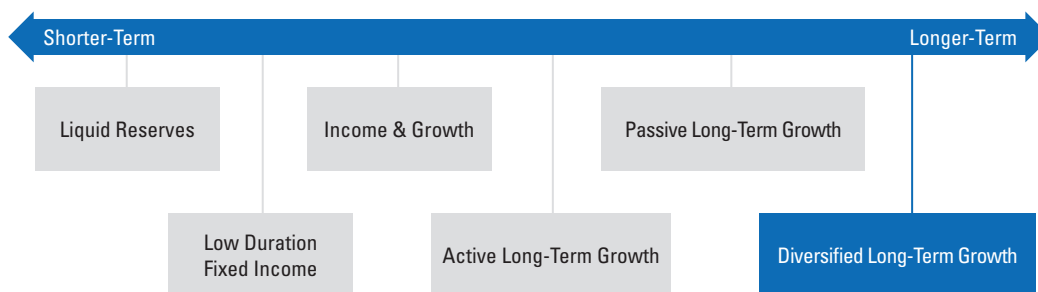 Shorter-Term
Longer-Term
Liquid Reserves
Income & Growth
Passive Long-Term Growth
Low Duration
Fixed Income
Active Long-Term Growth
Diversified Long-Term Growth